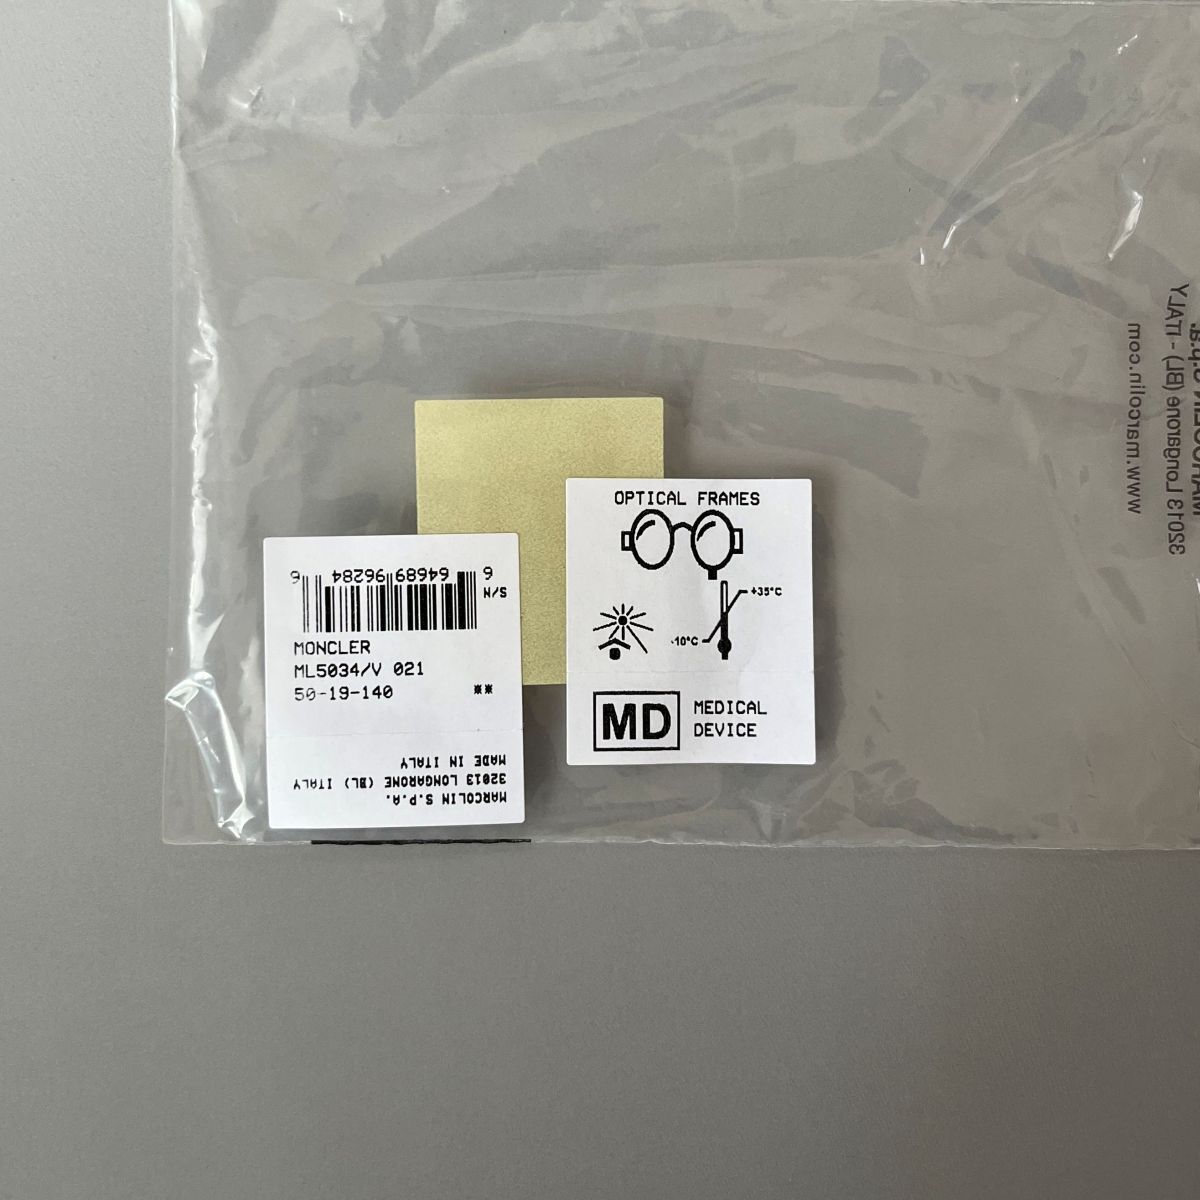 6 64689 96284 6
S/N
MONCLER
ML5034/V 021
50-19-140 **
MARCOLIN S.P.A.
32013 LONGARONE (BL) ITALY
MADE IN ITALY
OPTICAL FRAMES
+35°C
-10°C
MD
MEDICAL
DEVICE
MARCOLIN S.p.a.
32013 Longarone (BL) - ITALY
www.marcolin.com